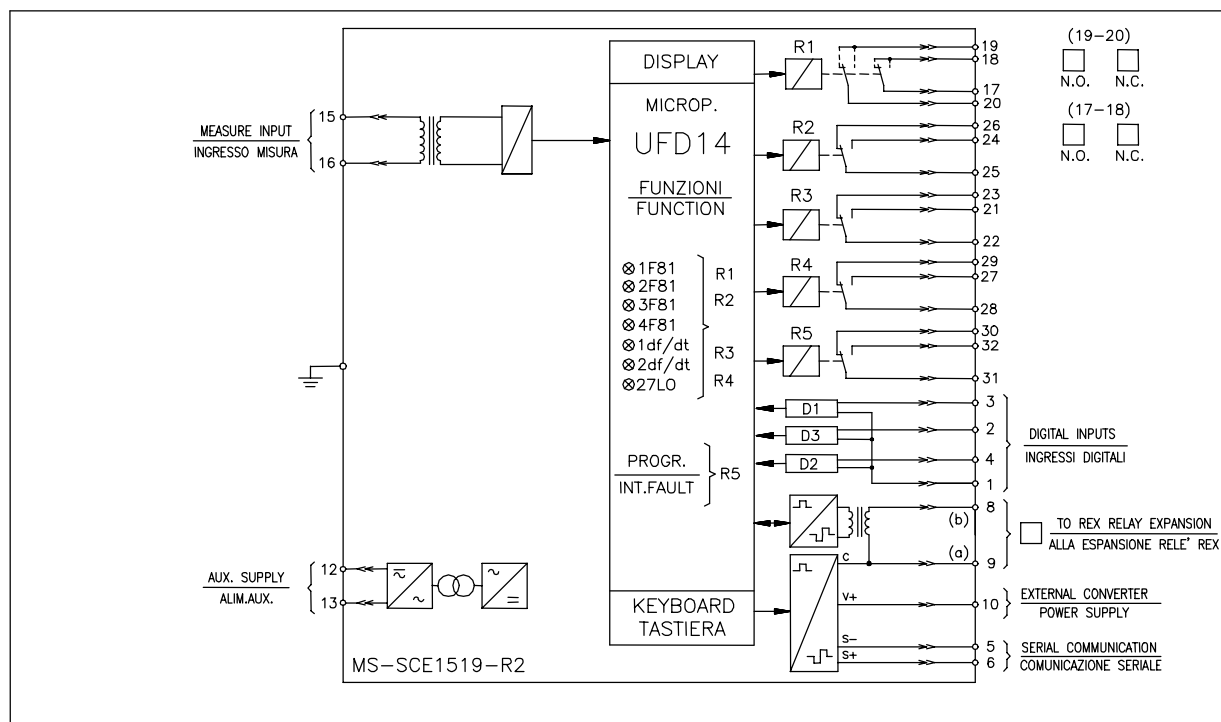 MEASURE INPUT
INGRESSO MISURA
15
16
AUX. SUPPLY
ALIM.AUX.
12
13
MS-SCE1519-R2
DISPLAY
MICROP.
UFD14
FUNZIONI
FUNCTION
1F81
2F81
3F81
4F81
1df/dt
2df/dt
27LO
R1
R2
R3
R4
PROGR.
INT.FAULT
R5
KEYBOARD
TASTIERA
R1
19
18
17
20
R2
26
24
25
R3
23
21
22
R4
29
27
28
R5
30
32
31
D1
D3
D2
3
2
4
1
DIGITAL INPUTS
INGRESSI DIGITALI
(b)
8
(a)
9
TO REX RELAY EXPANSION
ALLA ESPANSIONE RELE' REX
C
V+
10
EXTERNAL CONVERTER
POWER SUPPLY
S-
5
S+
6
SERIAL COMMUNICATION
COMUNICAZIONE SERIALE
(19-20)
N.O. N.C.
(17-18)
N.O. N.C.